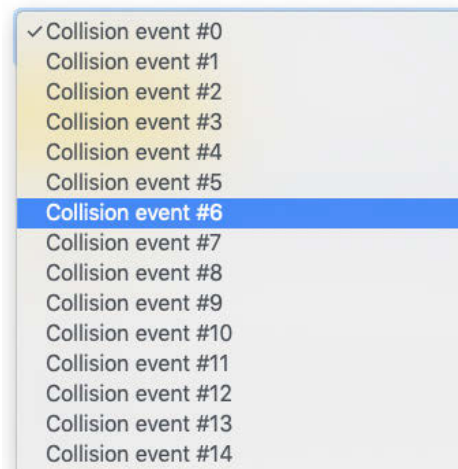 ✓Collision event #0
Collision event #1
Collision event #2
Collision event #3
Collision event #4
Collision event #5
Collision event #6
Collision event #7
Collision event #8
Collision event #9
Collision event #10
Collision event #11
Collision event #12
Collision event #13
Collision event #14